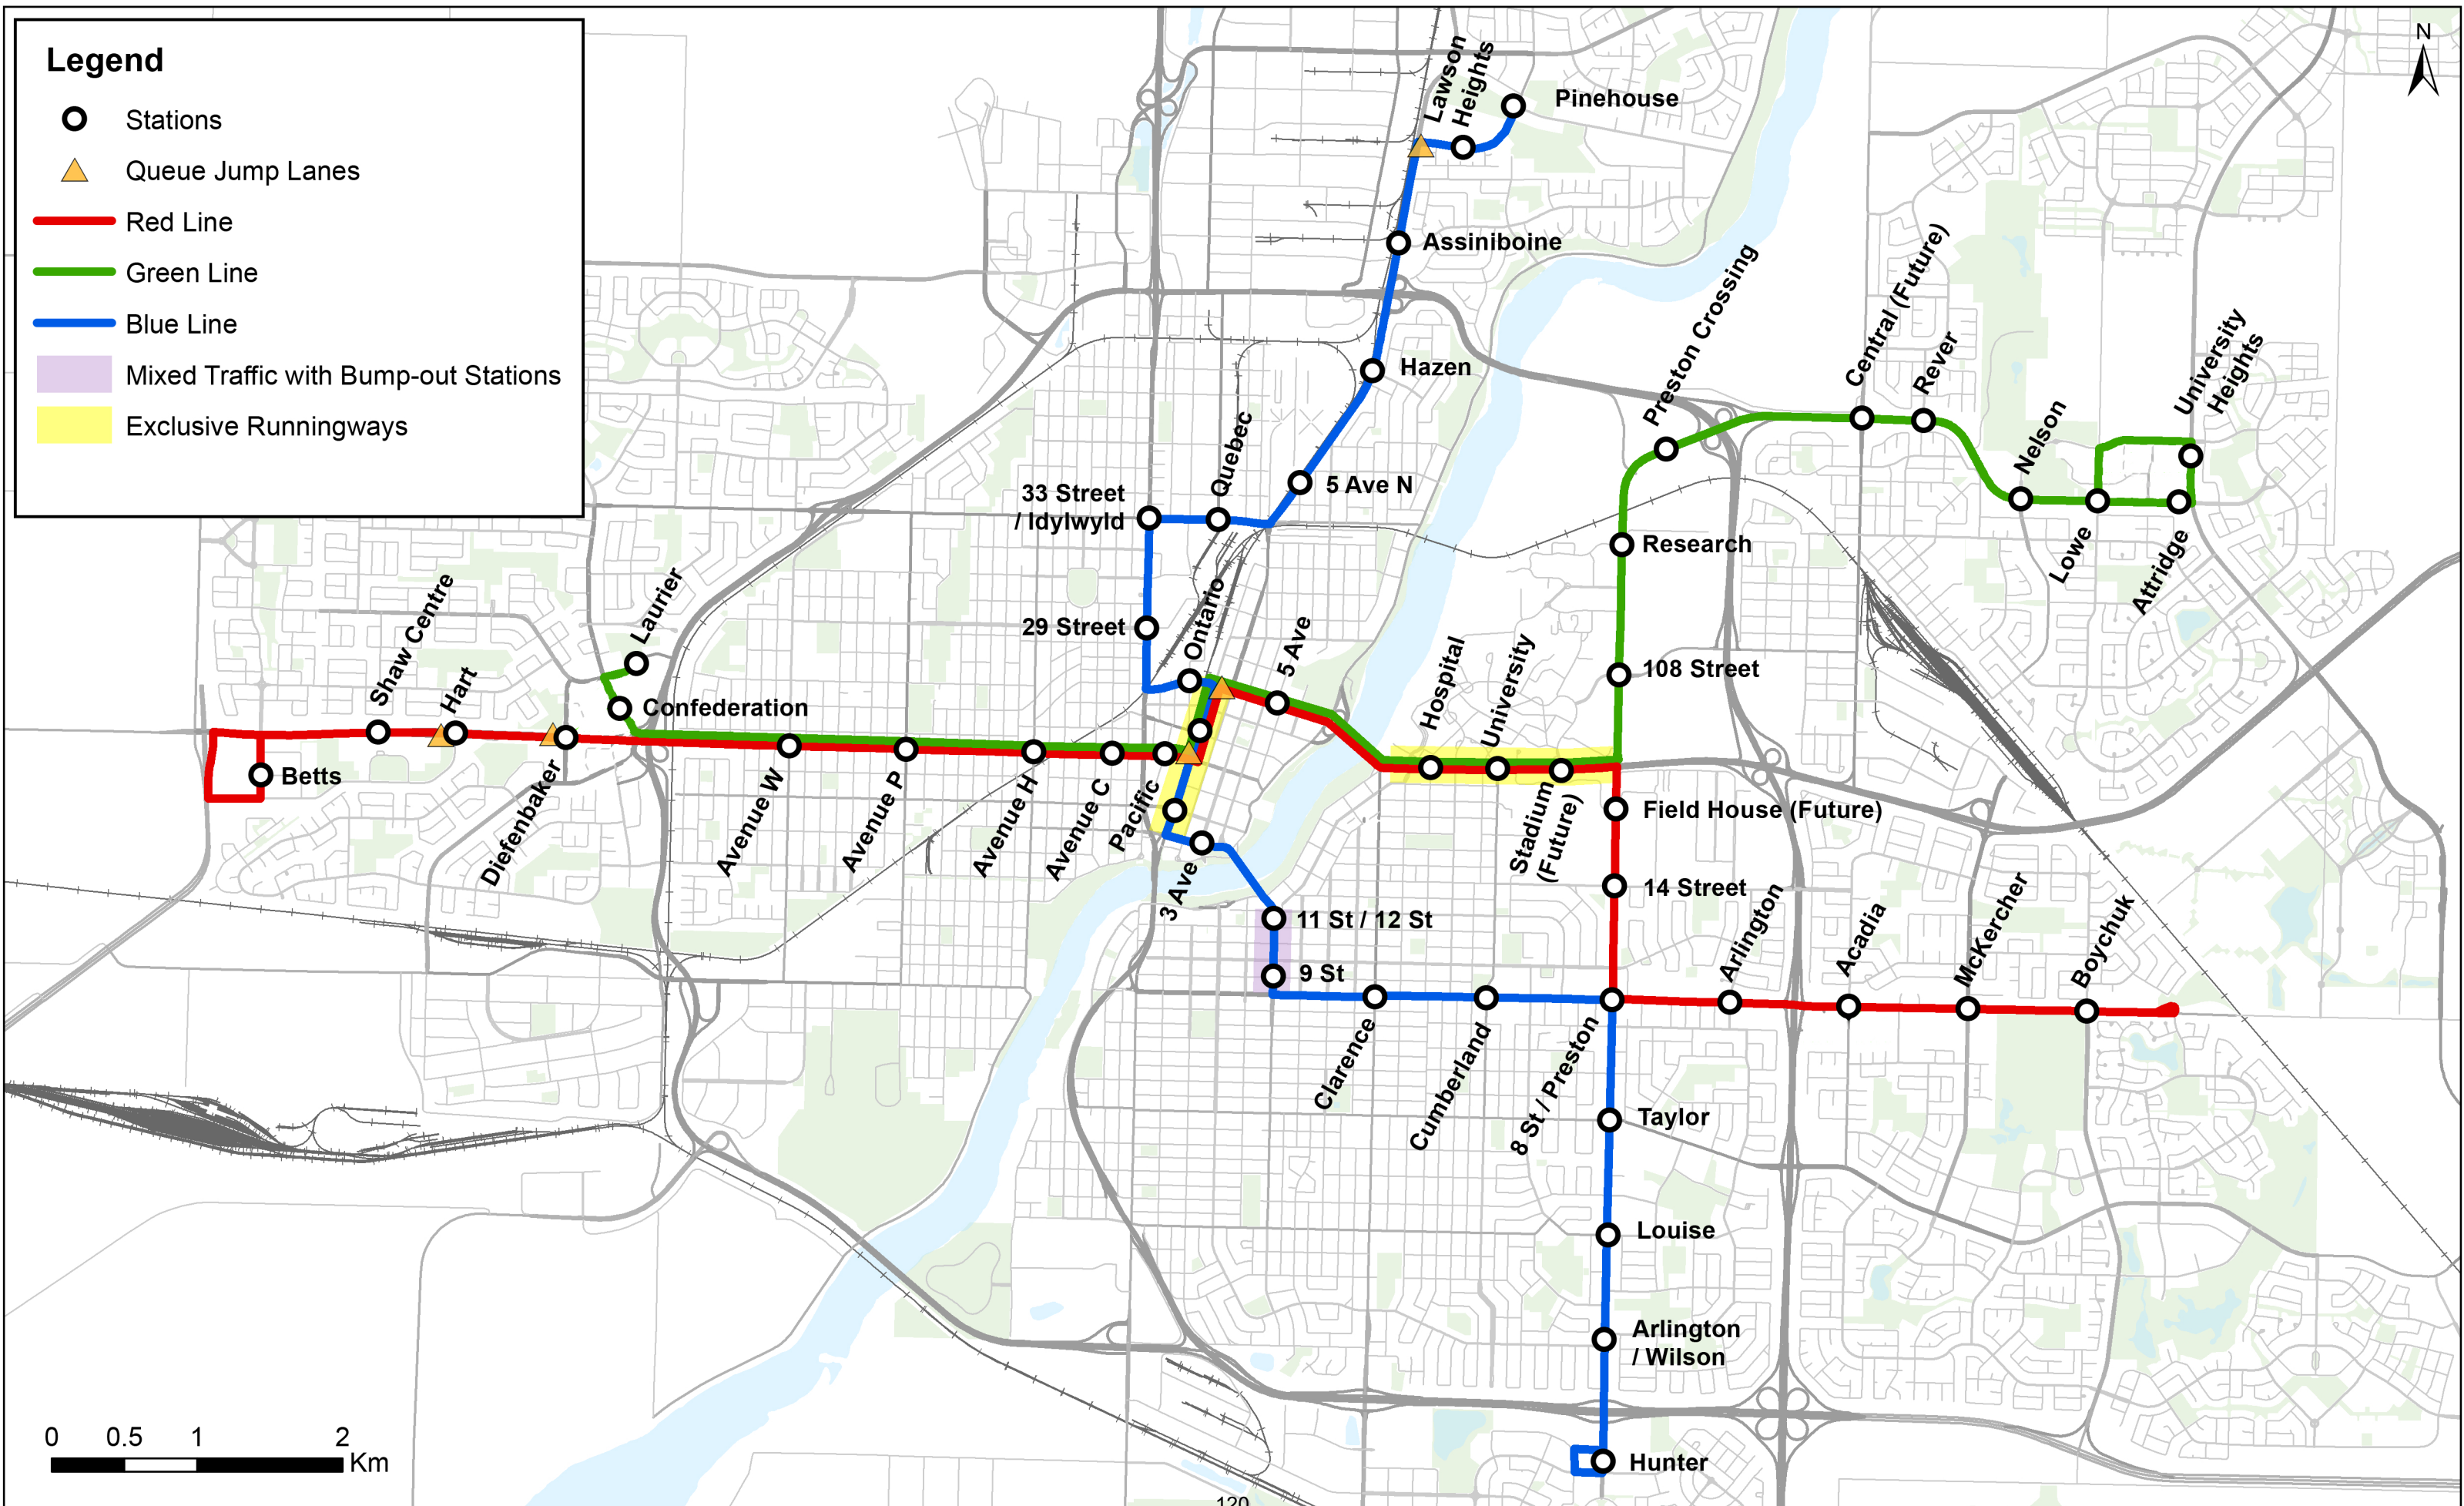 Legend
Stations
Queue Jump Lanes
Red Line
Green Line
Blue Line
Mixed Traffic with Bump-out Stations
Exclusive Runningways
N
Lawson
Heights
Pinehouse
Assiniboine
Hazen
5 Ave N
Quebec
33 Street
/ Idylwyld
29 Street
Ontario
5 Ave
Preston Crossing
Central (Future)
Rever
Nelson
University
Heights
Lowe
Attridge
Research
108 Street
Hospital
University
Stadium
(Future)
Field House (Future)
14 Street
Laurier
Confederation
Shaw Centre
Hart
Betts
Diefenbaker
Avenue W
Avenue P
Avenue H
Avenue C
Pacific
3 Ave
11 St / 12 St
9 St
Clarence
Cumberland
8 St / Preston
Arlington
Acadia
McKercher
Boychuk
Taylor
Louise
Arlington
/ Wilson
Hunter
0 0.5 1 2
Km